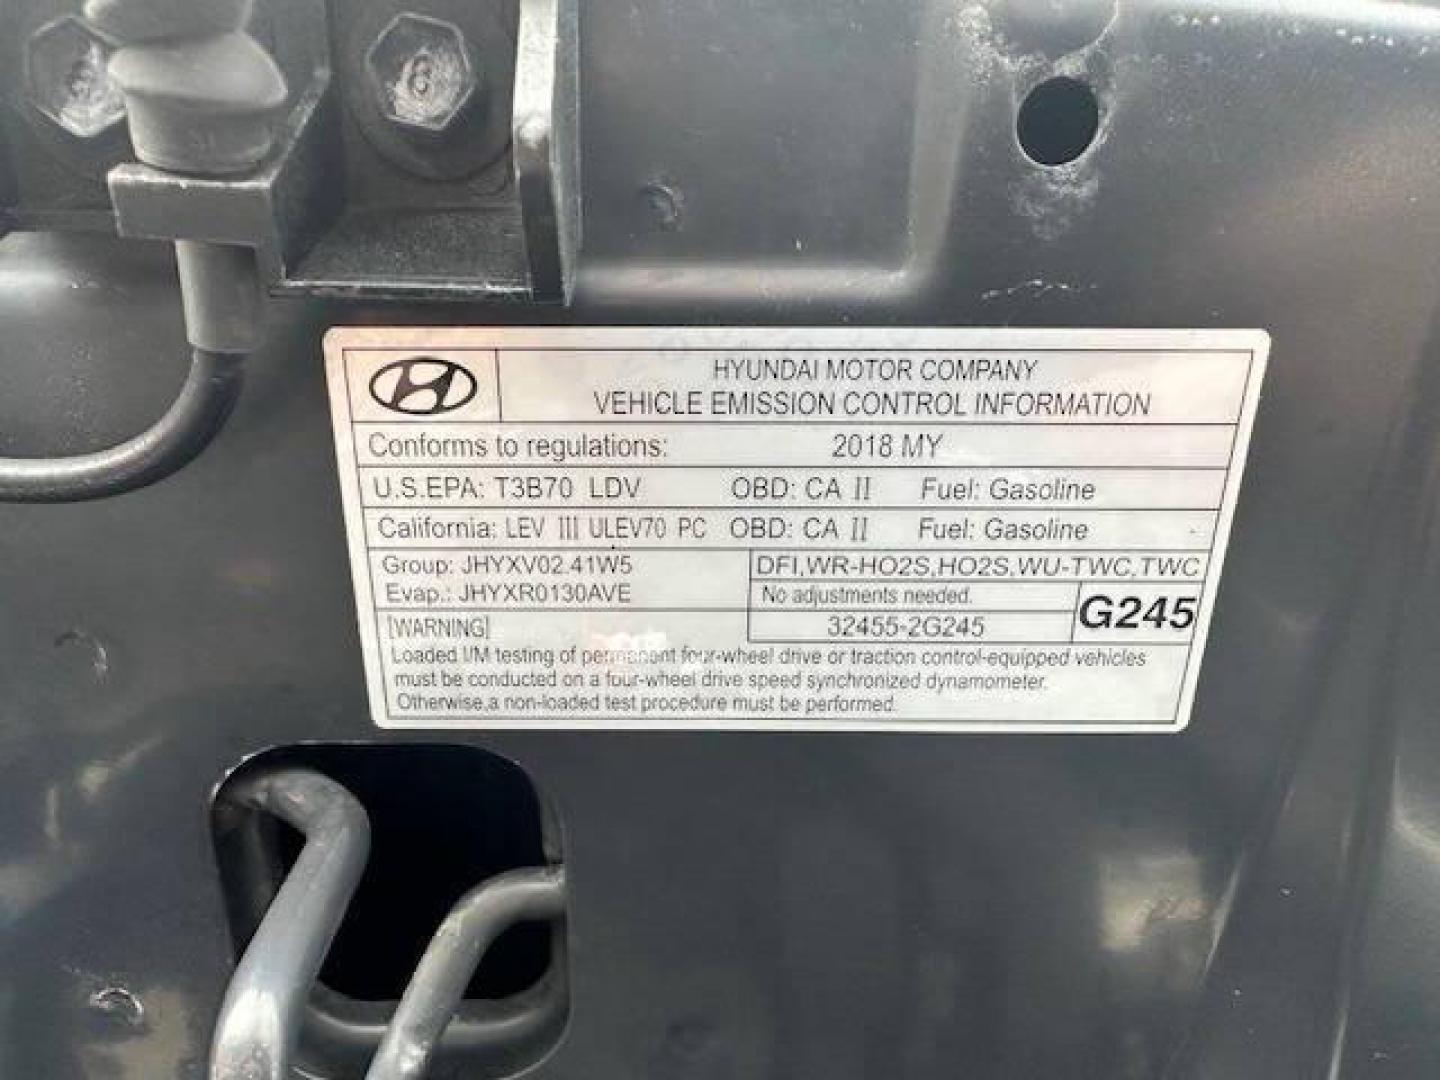 HYUNDAI MOTOR COMPANY
VEHICLE EMISSION CONTROL INFORMATION
Conforms to regulations: 2018 MY
U.S.EPA: T3B70 LDV OBD: CA II Fuel: Gasoline
California: LEV III ULEV70 PC OBD: CA II Fuel: Gasoline
Group: JHYXV02.41W5
Evap.: JHYXR0130AVE
DFI,WR-HO2S,HO2S,WU-TWC,TWC
No adjustments needed.
32455-2G245
G245
[WARNING]
Loaded I/M testing of permanent four-wheel drive or traction control-equipped vehicles
must be conducted on a four-wheel drive speed synchronized dynamometer.
Otherwise,a non-loaded test procedure must be performed.